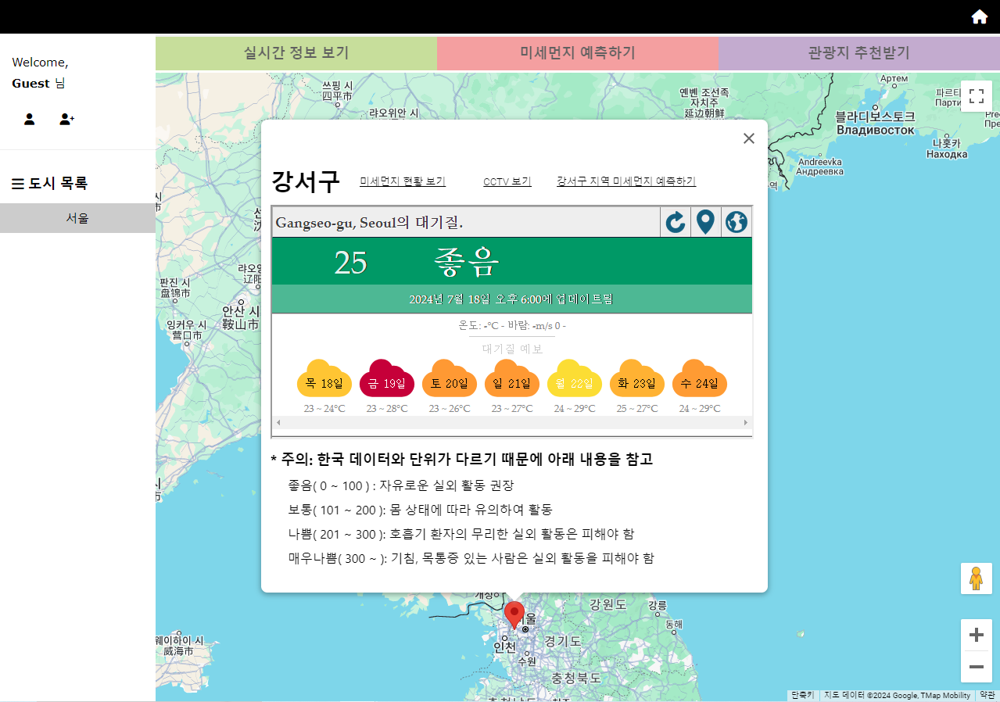 실시간 정보 보기
미세먼지 예측하기
관광지 추천받기
Welcome,
Guest 님
도시 목록
서울
쓰핑 시
四平市
랴오위안 시
옌볜 조선족
자치주
延边朝鲜
Артем
블라디보스토크
Владивосток
나홋카
Находка
Andreevka
Андреевка
판진 시
盘锦市
안산 시
鞍山市
잉커우 시
营口市
강서구
미세먼지 현황 보기
CCTV 보기
강서구 지역 미세먼지 예측하기
Gangseo-gu, Seoul의 대기질.
25 좋음
2024년 7월 18일 오후 6:00에 업데이트됨
온도: -°C - 바람: -m/s 0 -
대기질 예보
목 18일 금 19일 토 20일 일 21일 월 22일 화 23일 수 24일
23 ~ 24°C 23 ~ 28°C 23 ~ 26°C 23 ~ 27°C 24 ~ 29°C 25 ~ 27°C 24 ~ 29°C
* 주의: 한국 데이터와 단위가 다르기 때문에 아래 내용을 참고
좋음( 0 ~ 100 ) : 자유로운 실외 활동 권장
보통( 101 ~ 200 ): 몸 상태에 따라 유의하여 활동
나쁨( 201 ~ 300 ): 호흡기 환자의 무리한 실외 활동은 피해야 함
매우나쁨( 300 ~ ): 기침, 목통증 있는 사람은 실외 활동을 피해야 함
강원도
강릉
동해
경기도
인천
수원
충청북도
웨이하이 시
威海市
단축키
지도 데이터 ©2024 Google, TMap Mobility
약관